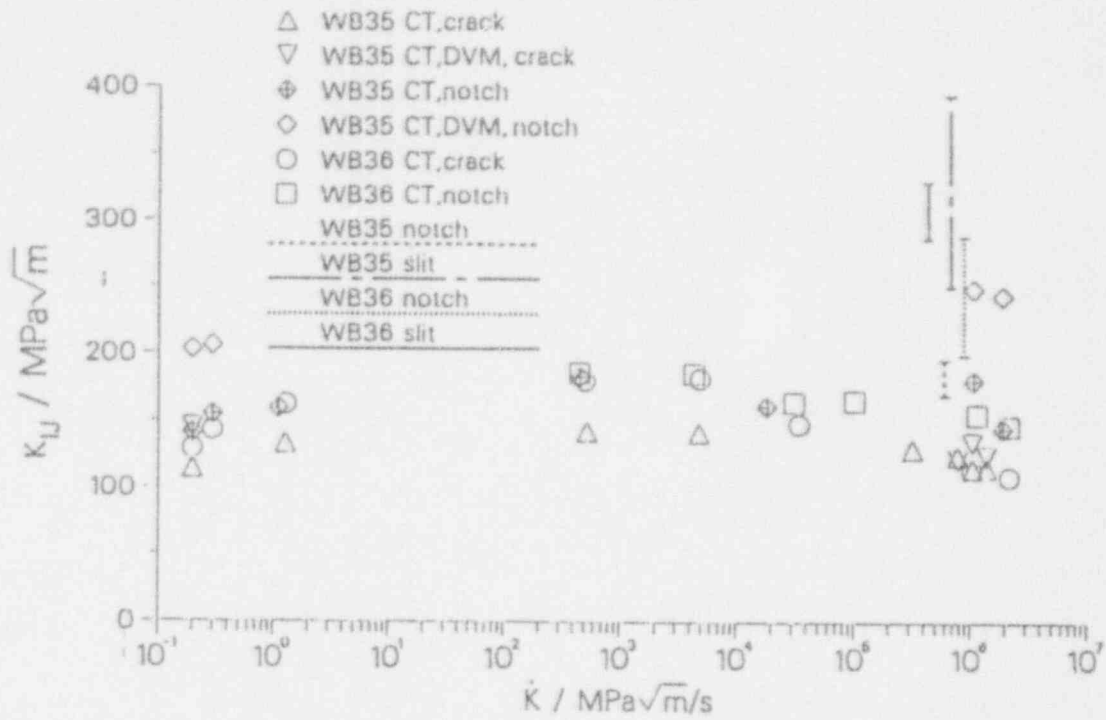 WB35 CT,crack
WB35 CT,DVM, crack
WB35 CT,notch
WB35 CT,DVM, notch
WB36 CT,crack
WB36 CT,notch
WB35 notch
WB35 slit
WB36 notch
WB36 slit
400
300
200
100
0
K_IJ / MPa√m
10⁻¹ 10⁰ 10¹ 10² 10³ 10⁴ 10⁵ 10⁶ 10⁷
K̇ / MPa√m/s